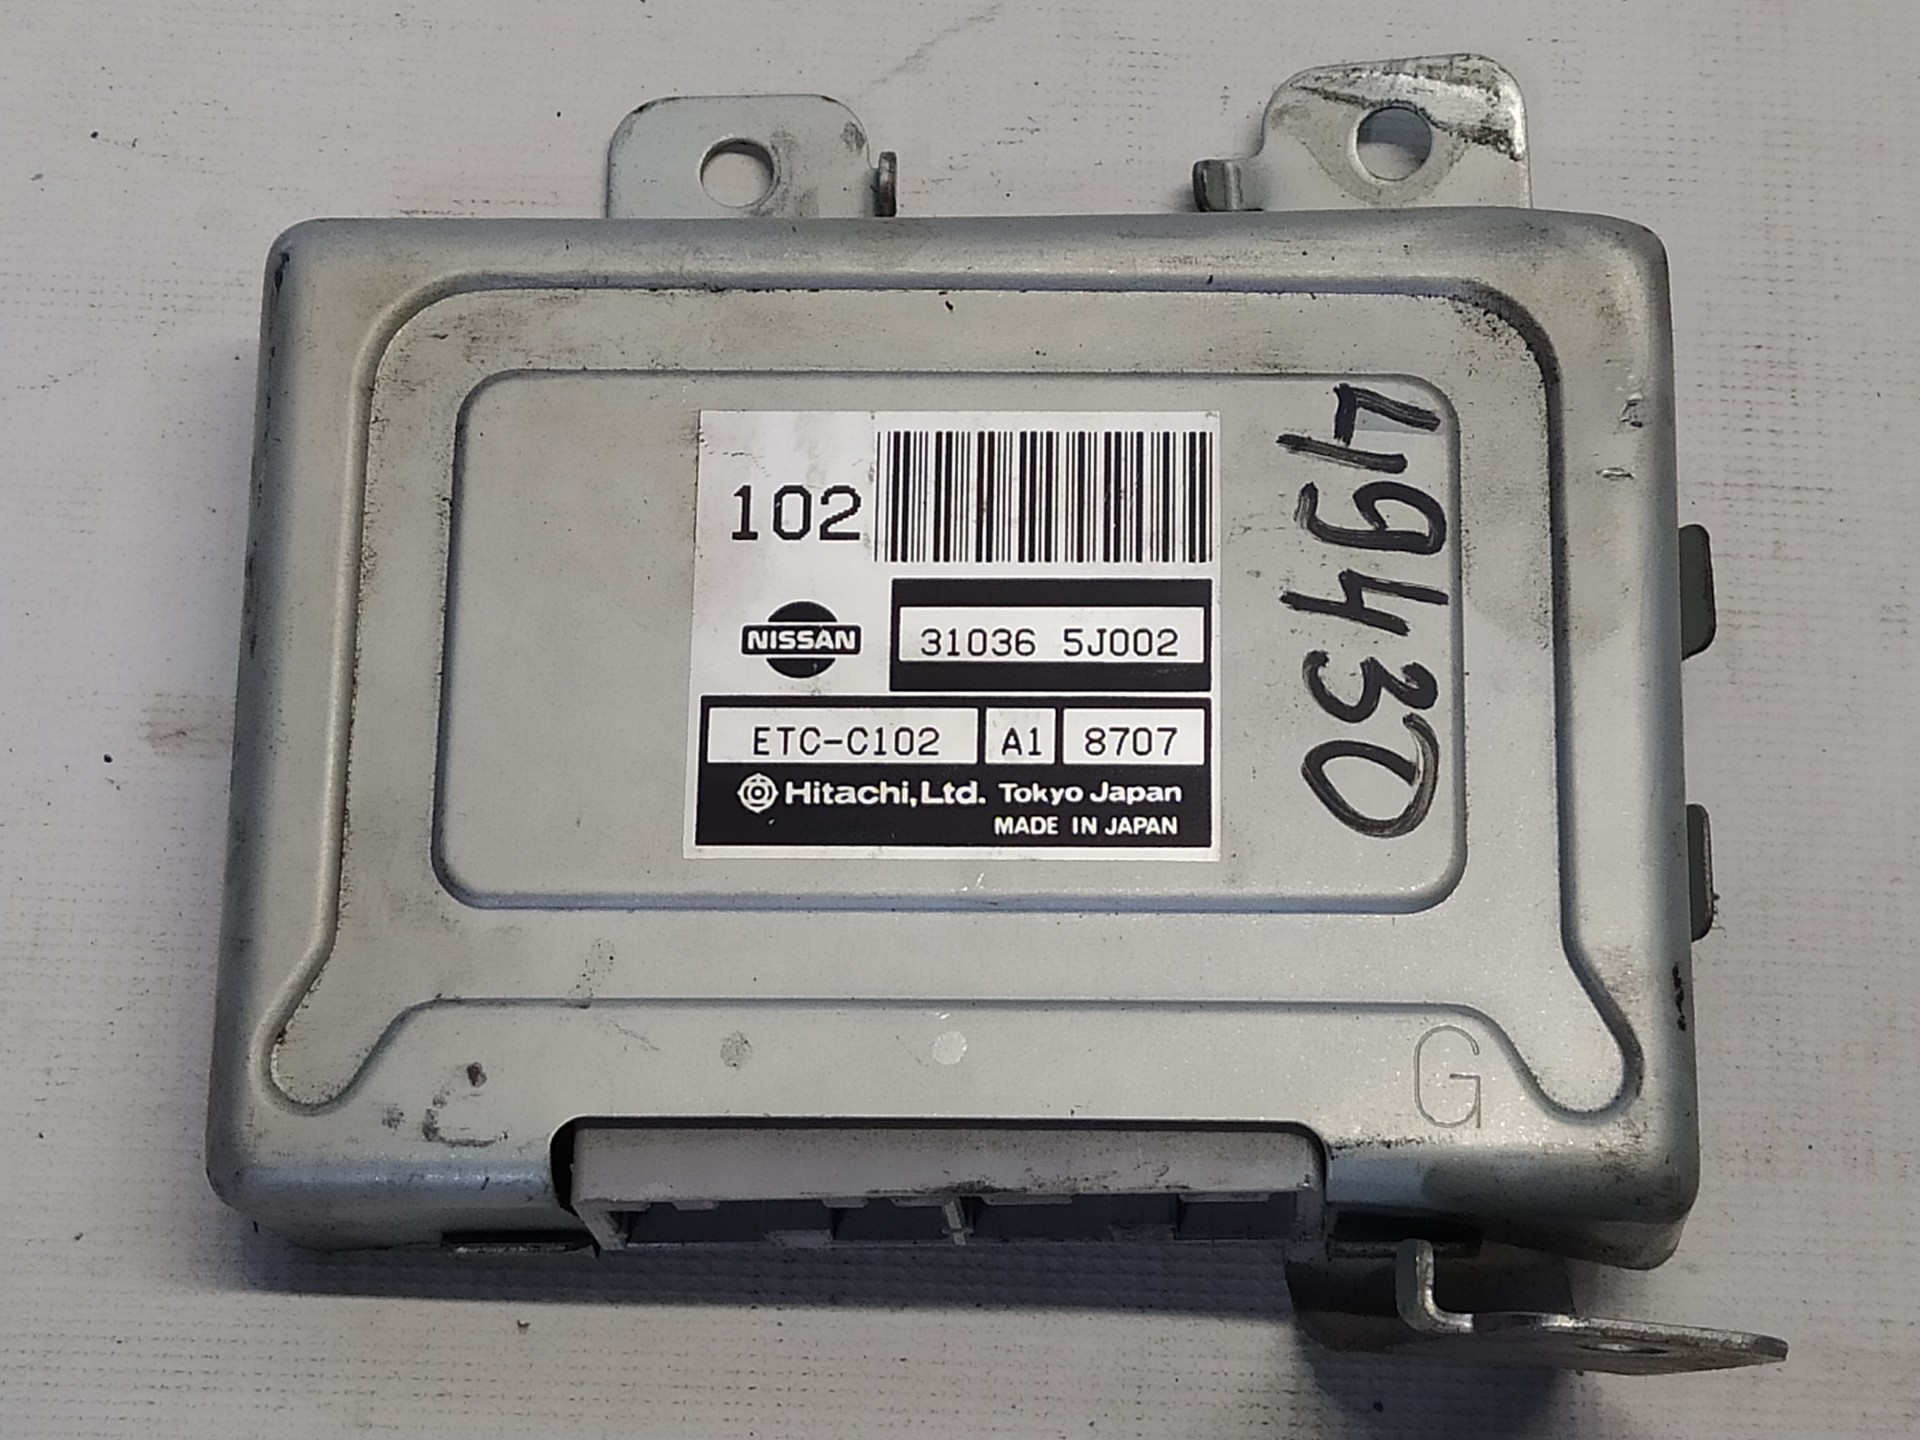 102
NISSAN
31036 5J002
ETC-C102 A1 8707
Hitachi, Ltd. Tokyo Japan
MADE IN JAPAN
49430
G